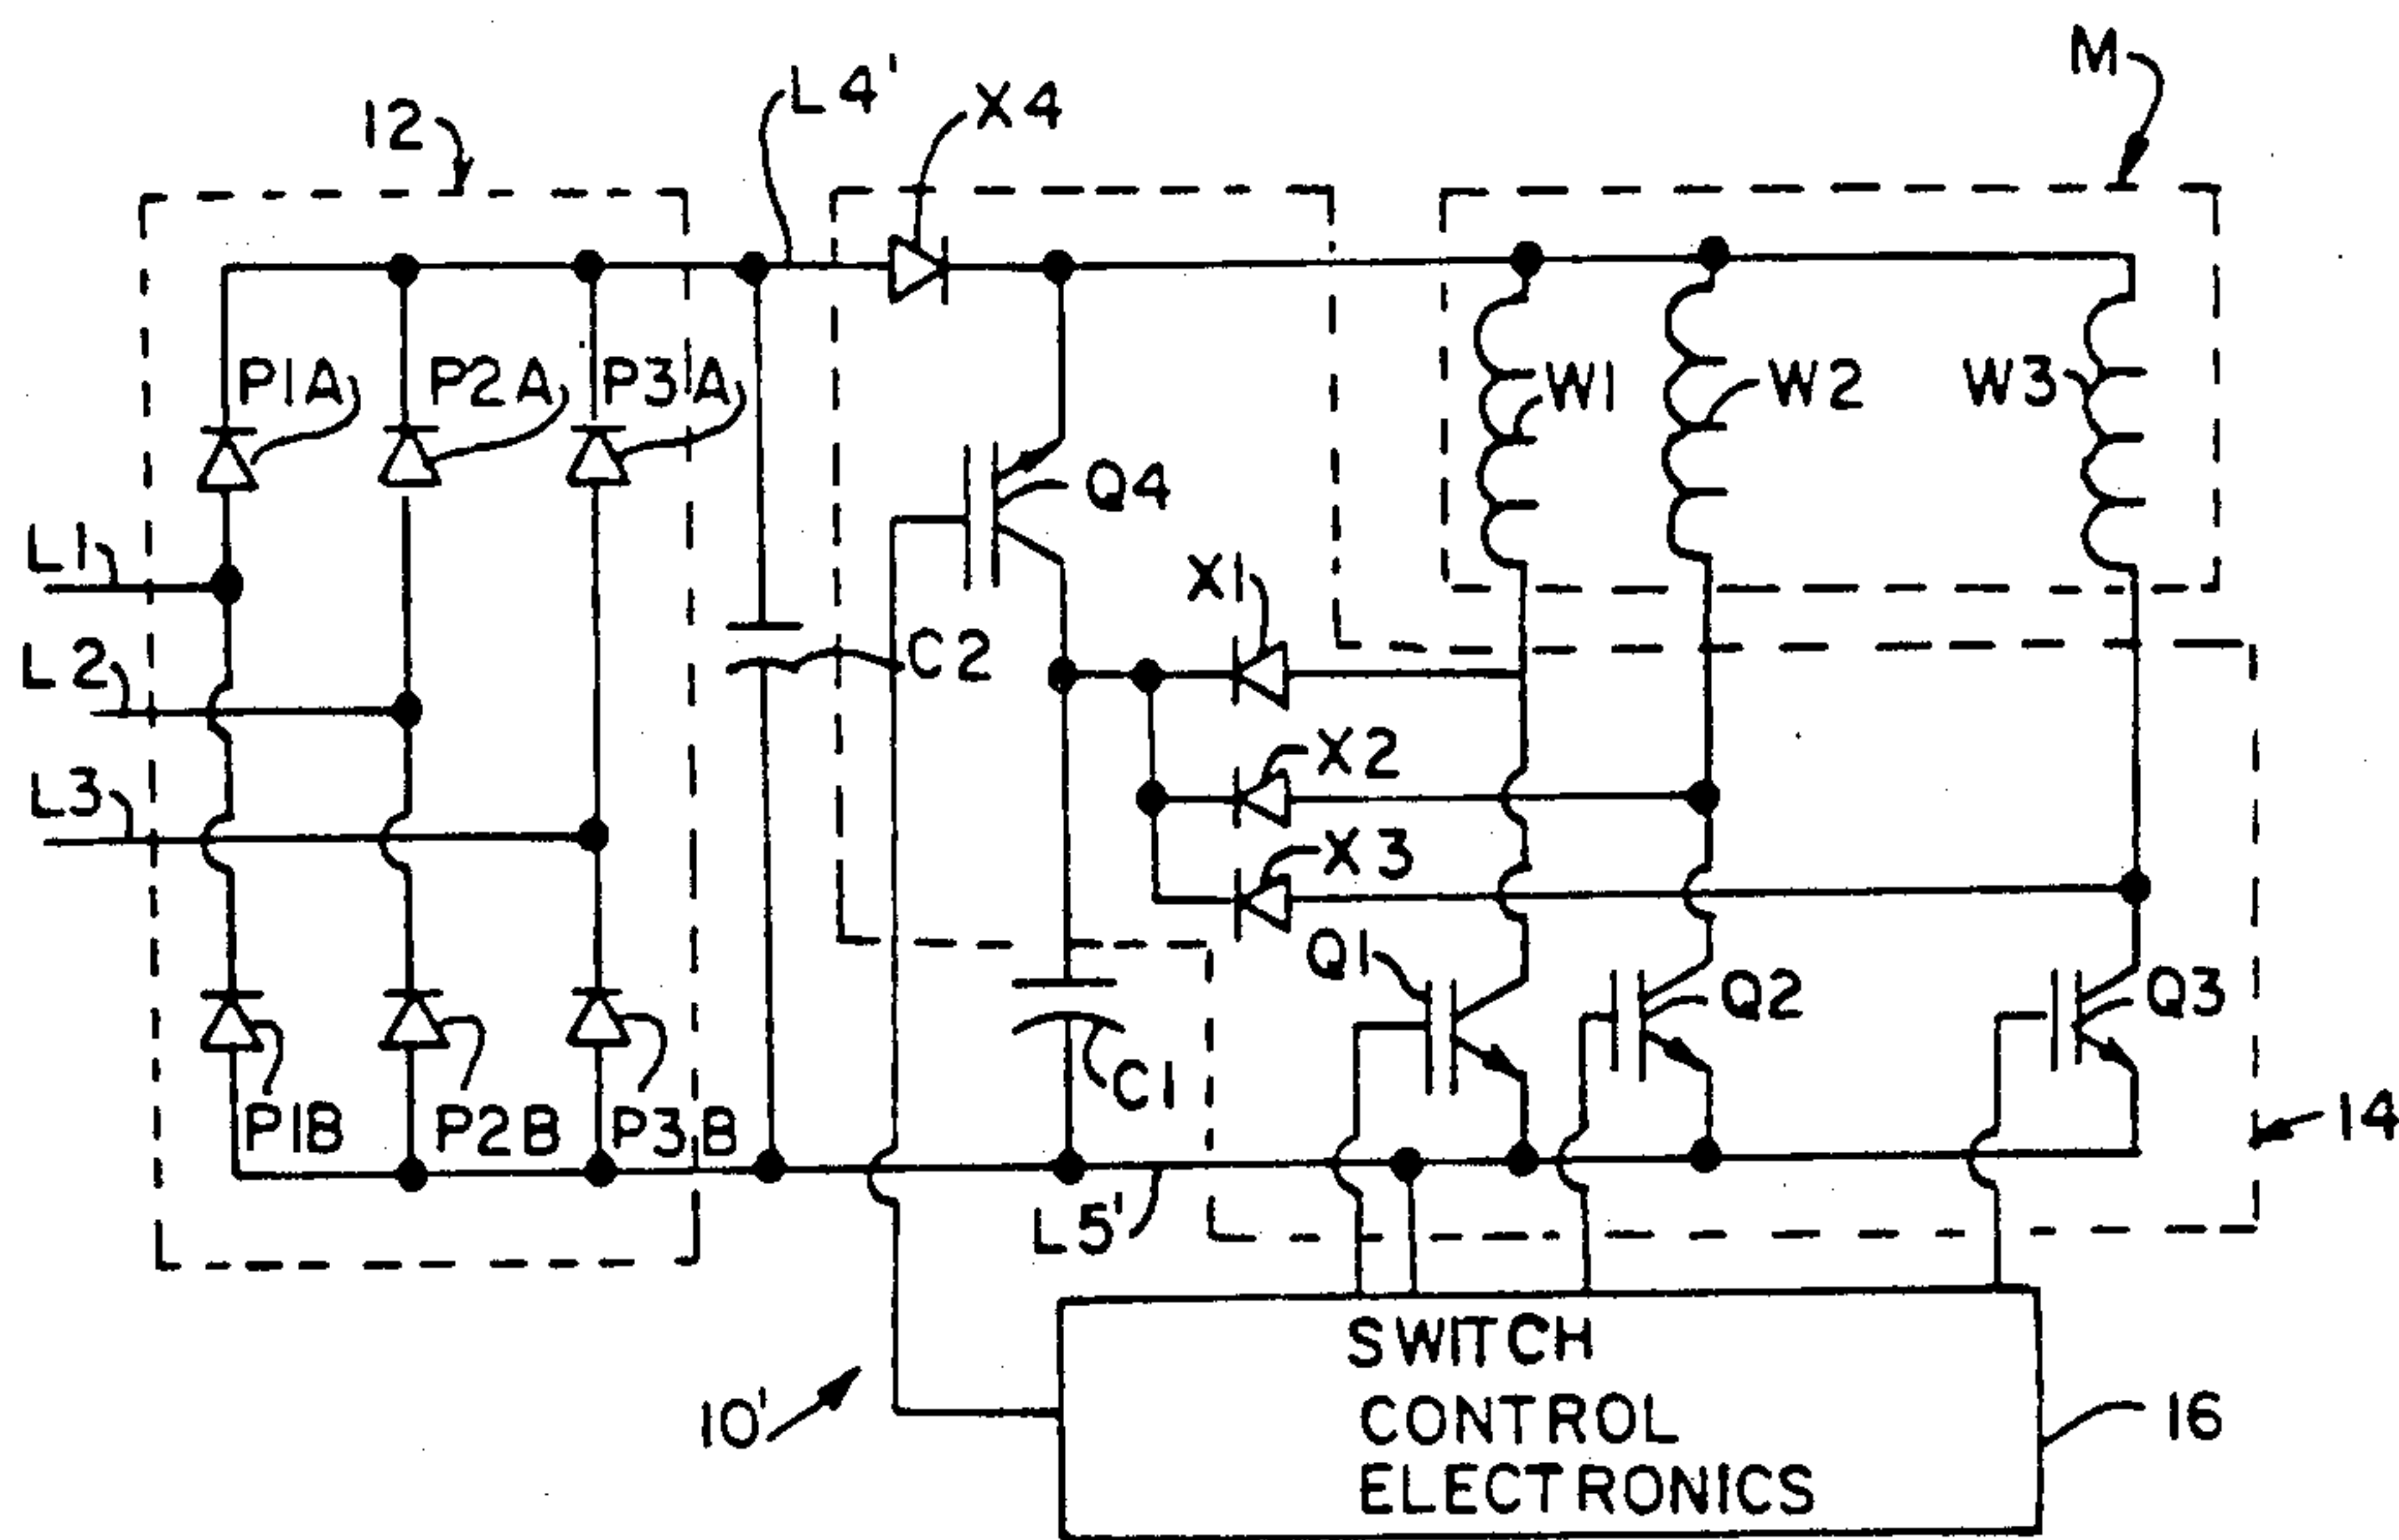 M
12
L4'
X4
P1A
P2A
P3A
W1
W2
W3
Q4
L1
X1
C2
L2
X2
L3
X3
Q1
Q2
Q3
C1
14
P1B
P2B
P3B
L5'
SWITCH
10'
CONTROL
16
ELECTRONICS